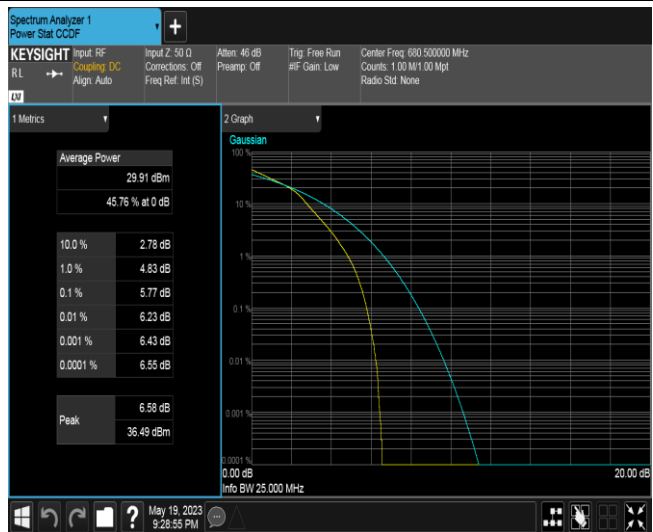 Spectrum Analyzer 1
Power Stat CCDF
+
KEYSIGHT
RL
Input: RF
Coupling: DC
Align: Auto
Input Z: 50 Ω
Corrections: Off
Freq Ref: Int (S)
Atten: 46 dB
Preamp: Off
Trig: Free Run
#IF Gain: Low
Center Freq: 680.500000 MHz
Counts: 1.00 M/1.00 Mpt
Radio Std: None
LXI
1 Metrics
Average Power
29.91 dBm
45.76 % at 0 dB
10.0 % 2.78 dB
1.0 % 4.83 dB
0.1 % 5.77 dB
0.01 % 6.23 dB
0.001 % 6.43 dB
0.0001 % 6.55 dB
Peak 6.58 dB
36.49 dBm
2 Graph
Gaussian
100 %
10 %
1 %
0.1 %
0.01 %
0.001 %
0.0001 %
0.00 dB
20.00 dB
Info BW 25.000 MHz
?
May 19, 2023
9:28:55 PM